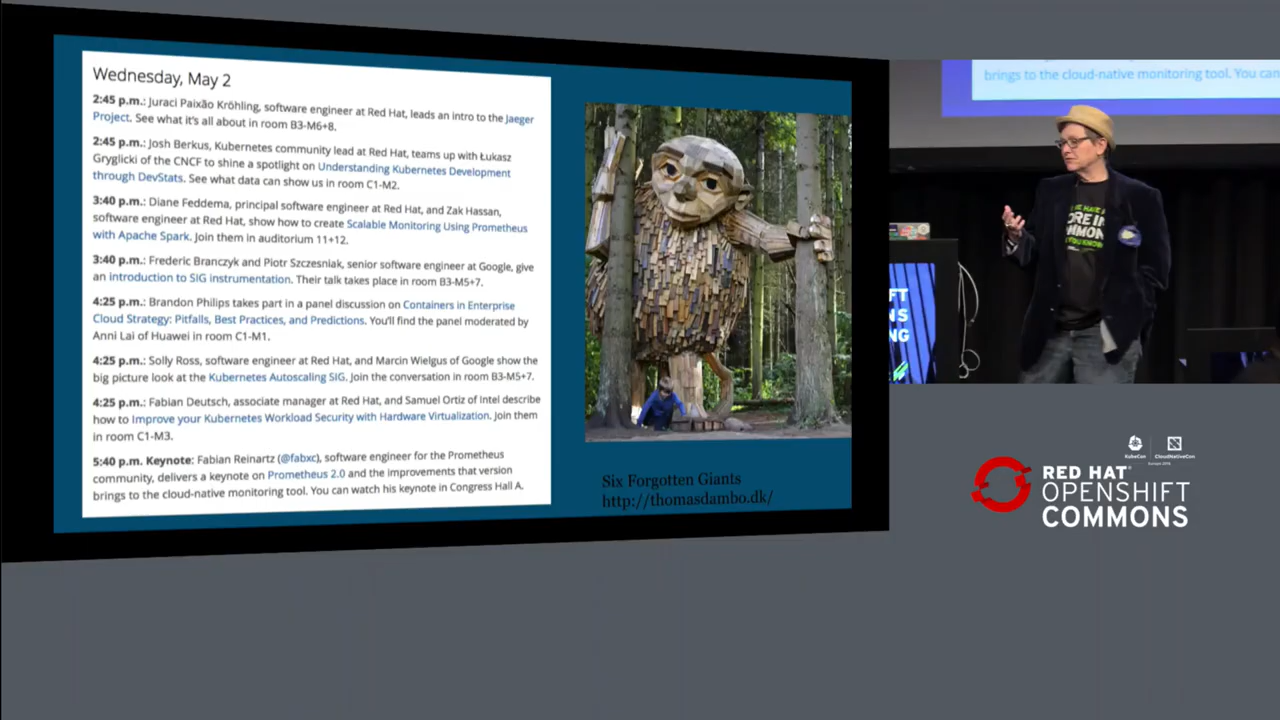 Wednesday, May 2
2:45 p.m.: Juraci Paixão Kröhling, software engineer at Red Hat, leads an intro to the Jaeger
Project. See what it's all about in room B3-M6+8.
2:45 p.m.: Josh Berkus, Kubernetes community lead at Red Hat, teams up with Łukasz
Gryglicki of the CNCF to shine a spotlight on Understanding Kubernetes Development
through DevStats. See what data can show us in room C1-M2.
3:40 p.m.: Diane Feddema, principal software engineer at Red Hat, and Zak Hassan,
software engineer at Red Hat, show how to create Scalable Monitoring Using Prometheus
with Apache Spark. Join them in auditorium 11+12.
3:40 p.m.: Frederic Branczyk and Piotr Szczesniak, senior software engineer at Google, give
an introduction to SIG instrumentation. Their talk takes place in room B3-M5+7.
4:25 p.m.: Brandon Philips takes part in a panel discussion on Containers in Enterprise
Cloud Strategy: Pitfalls, Best Practices, and Predictions. You'll find the panel moderated by
Anni Lai of Huawei in room C1-M1.
4:25 p.m.: Solly Ross, software engineer at Red Hat, and Marcin Wielgus of Google show the
big picture look at the Kubernetes Autoscaling SIG. Join the conversation in room B3-M5+7.
4:25 p.m.: Fabian Deutsch, associate manager at Red Hat, and Samuel Ortiz of Intel describe
how to Improve your Kubernetes Workload Security with Hardware Virtualization. Join them
in room C1-M3.
5:40 p.m. Keynote: Fabian Reinartz (@fabxc), software engineer for the Prometheus
community, delivers a keynote on Prometheus 2.0 and the improvements that version
brings to the cloud-native monitoring tool. You can watch his keynote in Congress Hall A.
Six Forgotten Giants
http://thomasdambo.dk/
brings to the cloud-native monitoring tool. You can
ORE IN
COMMON
KubeCon CloudNativeCon
Europe 2018
RED HAT®
OPENSHIFT
COMMONS